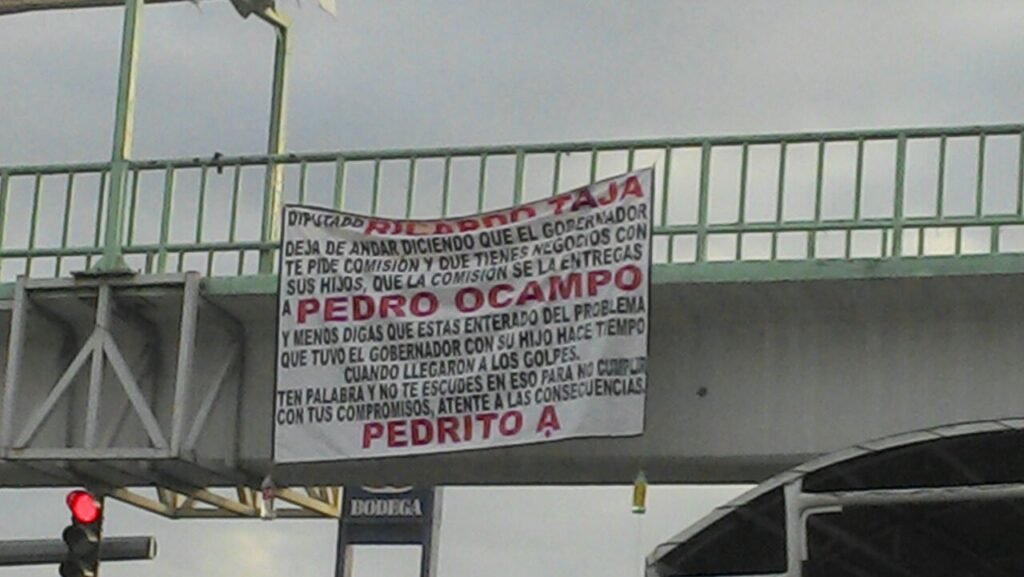 DIPUTADO RICARDO TAJA
DEJA DE ANDAR DICIENDO QUE EL GOBERNADOR
TE PIDE COMISIÓN Y QUE TIENES NEGOCIOS CON
SUS HIJOS, QUE LA COMISIÓN SE LA ENTREGAS
A PEDRO OCAMPO
Y MENOS DIGAS QUE ESTAS ENTERADO DEL PROBLEMA
QUE TUVO EL GOBERNADOR CON SU HIJO HACE TIEMPO
CUANDO LLEGARON A LOS GOLPES.
TEN PALABRA Y NO TE ESCUDES EN ESO PARA NO CUMPLIR
CON TUS COMPROMISOS, ATENTE A LAS CONSECUENCIAS.
PEDRITO A
BODEGA